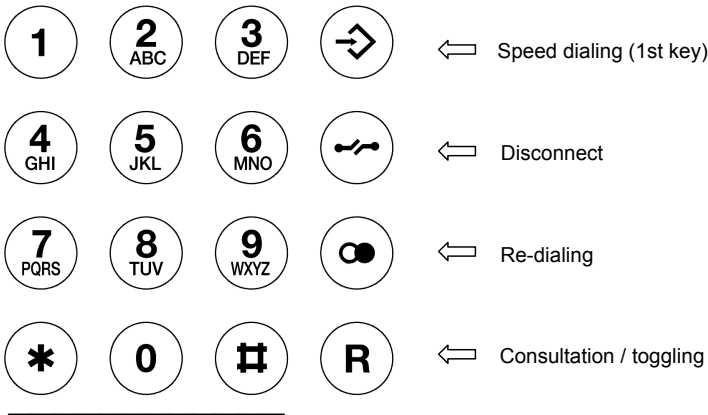 1 2 3 Speed dialing (1st key)
ABC DEF
4 5 6 Disconnect
GHI JKL MNO
7 8 9 Re-dialing
PQRS TUV WXYZ
* 0 # R Consultation / toggling